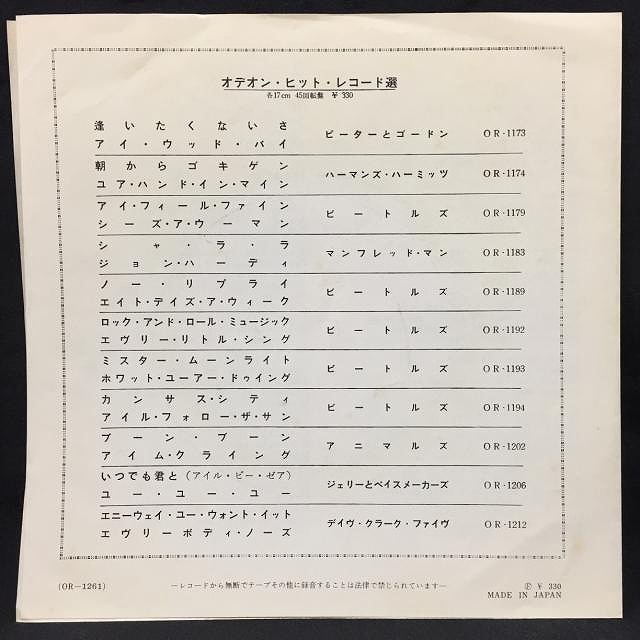 オデオン・ヒット・レコード選
各17cm 45回転盤 ¥ 330
逢いたくないさ
アイ・ウッド・バイ
ピーターとゴードン OR-1173
朝からゴキゲン
ユア・ハンド・イン・マイン
ハーマンズ・ハーミッツ OR-1174
アイ・フィール・ファイン
シーズ・ア・ウーマン
ビートルズ OR-1179
シャ・ラ・ラ
ジョン・ハーディ
マンフレッド・マン OR-1183
ノー・リプライ
エイト・デイズ・ア・ウィーク
ビートルズ OR-1189
ロック・アンド・ロール・ミュージック
エヴリー・リトル・シング
ビートルズ OR-1192
ミスター・ムーンライト
ホワット・ユーアー・ドゥイング
ビートルズ OR-1193
カンサス・シティ
アイル・フォロー・ザ・サン
ビートルズ OR-1194
ブーン・ブーン
アイム・クライング
アニマルズ OR-1202
いつでも君と(アイル・ビー・ゼア)
ユー・ユー・ユー
ジェリーとペイスメーカーズ OR-1206
エニーウェイ・ユー・ウォント・イット
エヴリーボディ・ノーズ
デイヴ・クラーク・ファイヴ OR-1212
(OR-1261)
—レコードから無断でテープその他に録音することは法律で禁じられています—
Ⓟ ¥ 330
MADE IN JAPAN